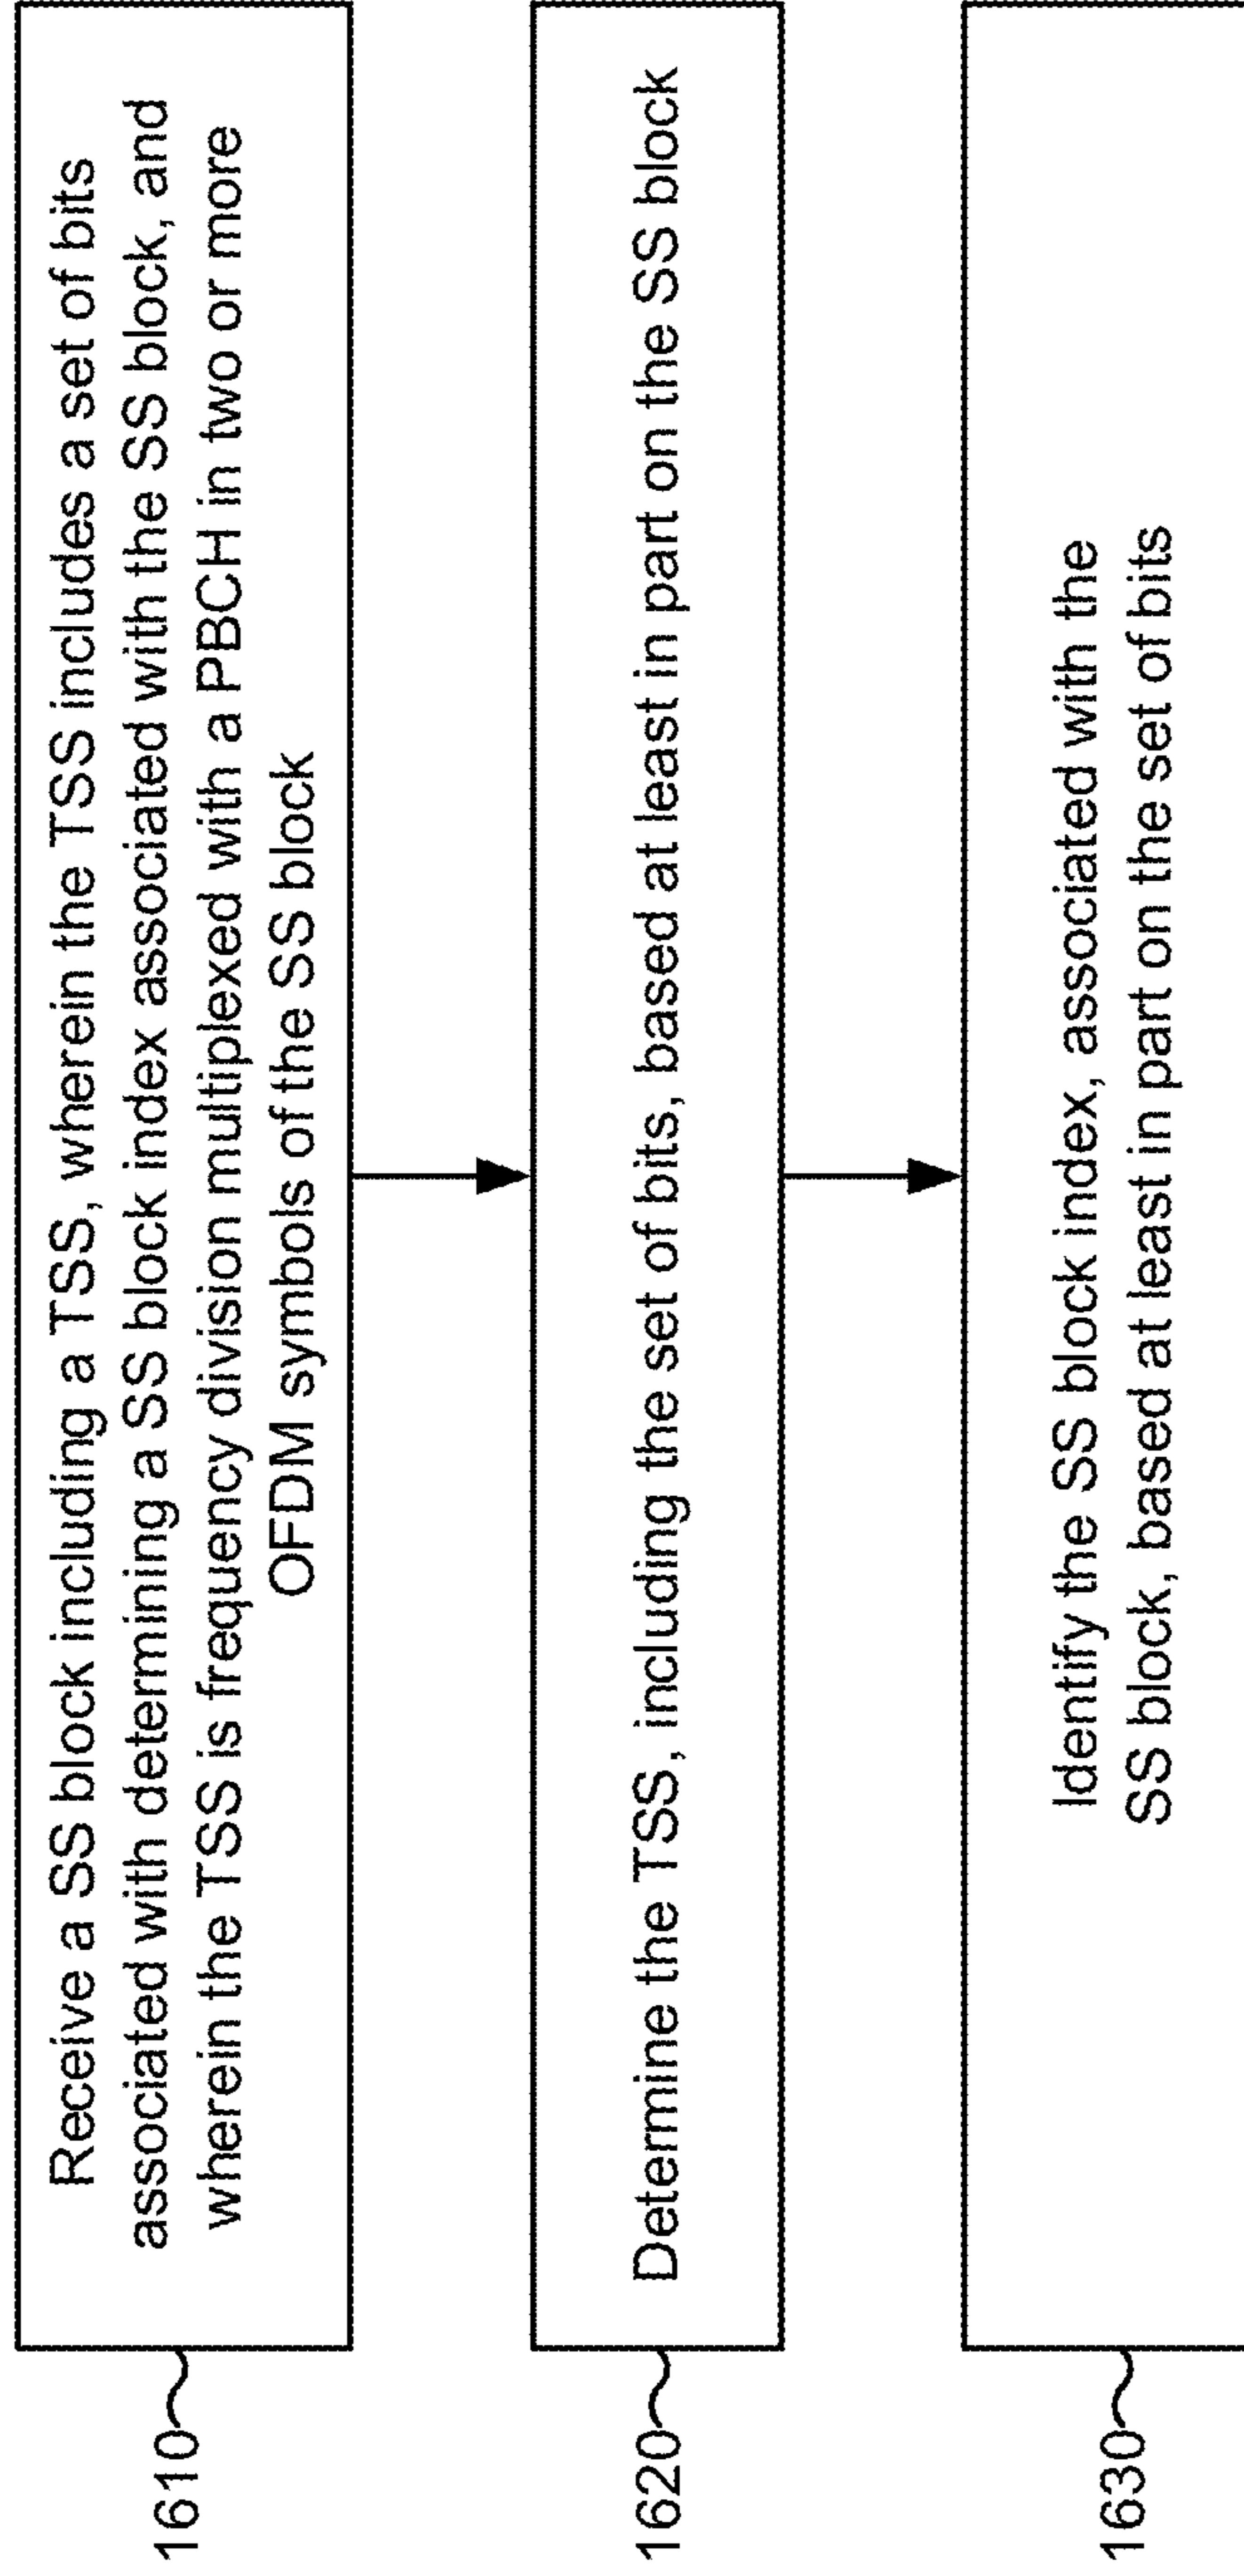 1610
Receive a SS block including a TSS, wherein the TSS includes a set of bits
associated with determining a SS block index associated with the SS block, and
wherein the TSS is frequency division multiplexed with a PBCH in two or more
OFDM symbols of the SS block
1620
Determine the TSS, including the set of bits, based at least in part on the SS block
1630
Identify the SS block index, associated with the
SS block, based at least in part on the set of bits